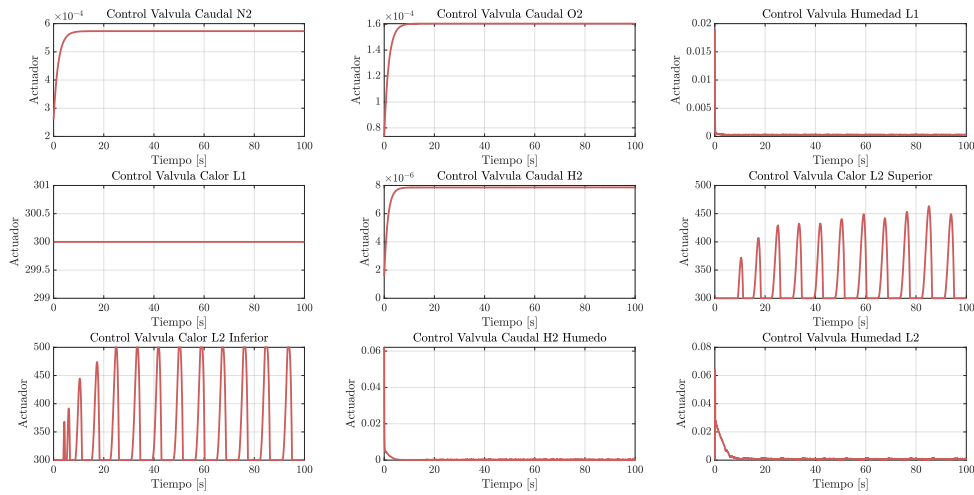 Control Valvula Caudal N2
×10⁻⁴
6
5
4
3
2
0 20 40 60 80 100
Tiempo [s]
Actuador
Control Valvula Caudal O2
×10⁻⁴
1.6
1.4
1.2
1
0.8
0 20 40 60 80 100
Tiempo [s]
Actuador
Control Valvula Humedad L1
0.02
0.015
0.01
0.005
0
0 20 40 60 80 100
Tiempo [s]
Actuador
Control Valvula Calor L1
301
300.5
300
299.5
299
0 20 40 60 80 100
Tiempo [s]
Actuador
Control Valvula Caudal H2
×10⁻⁶
8
6
4
2
0
0 20 40 60 80 100
Tiempo [s]
Actuador
Control Valvula Calor L2 Superior
500
450
400
350
300
0 20 40 60 80 100
Tiempo [s]
Actuador
Control Valvula Calor L2 Inferior
500
450
400
350
300
0 20 40 60 80 100
Tiempo [s]
Actuador
Control Valvula Caudal H2 Humedo
0.06
0.04
0.02
0
0 20 40 60 80 100
Tiempo [s]
Actuador
Control Valvula Humedad L2
0.08
0.06
0.04
0.02
0
0 20 40 60 80 100
Tiempo [s]
Actuador